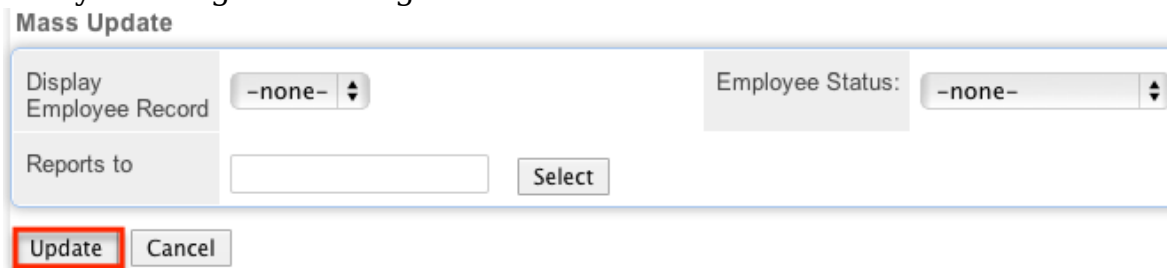 Mass Update
Display
Employee Record
-none-
Employee Status:
-none-
Reports to
Select
Update
Cancel